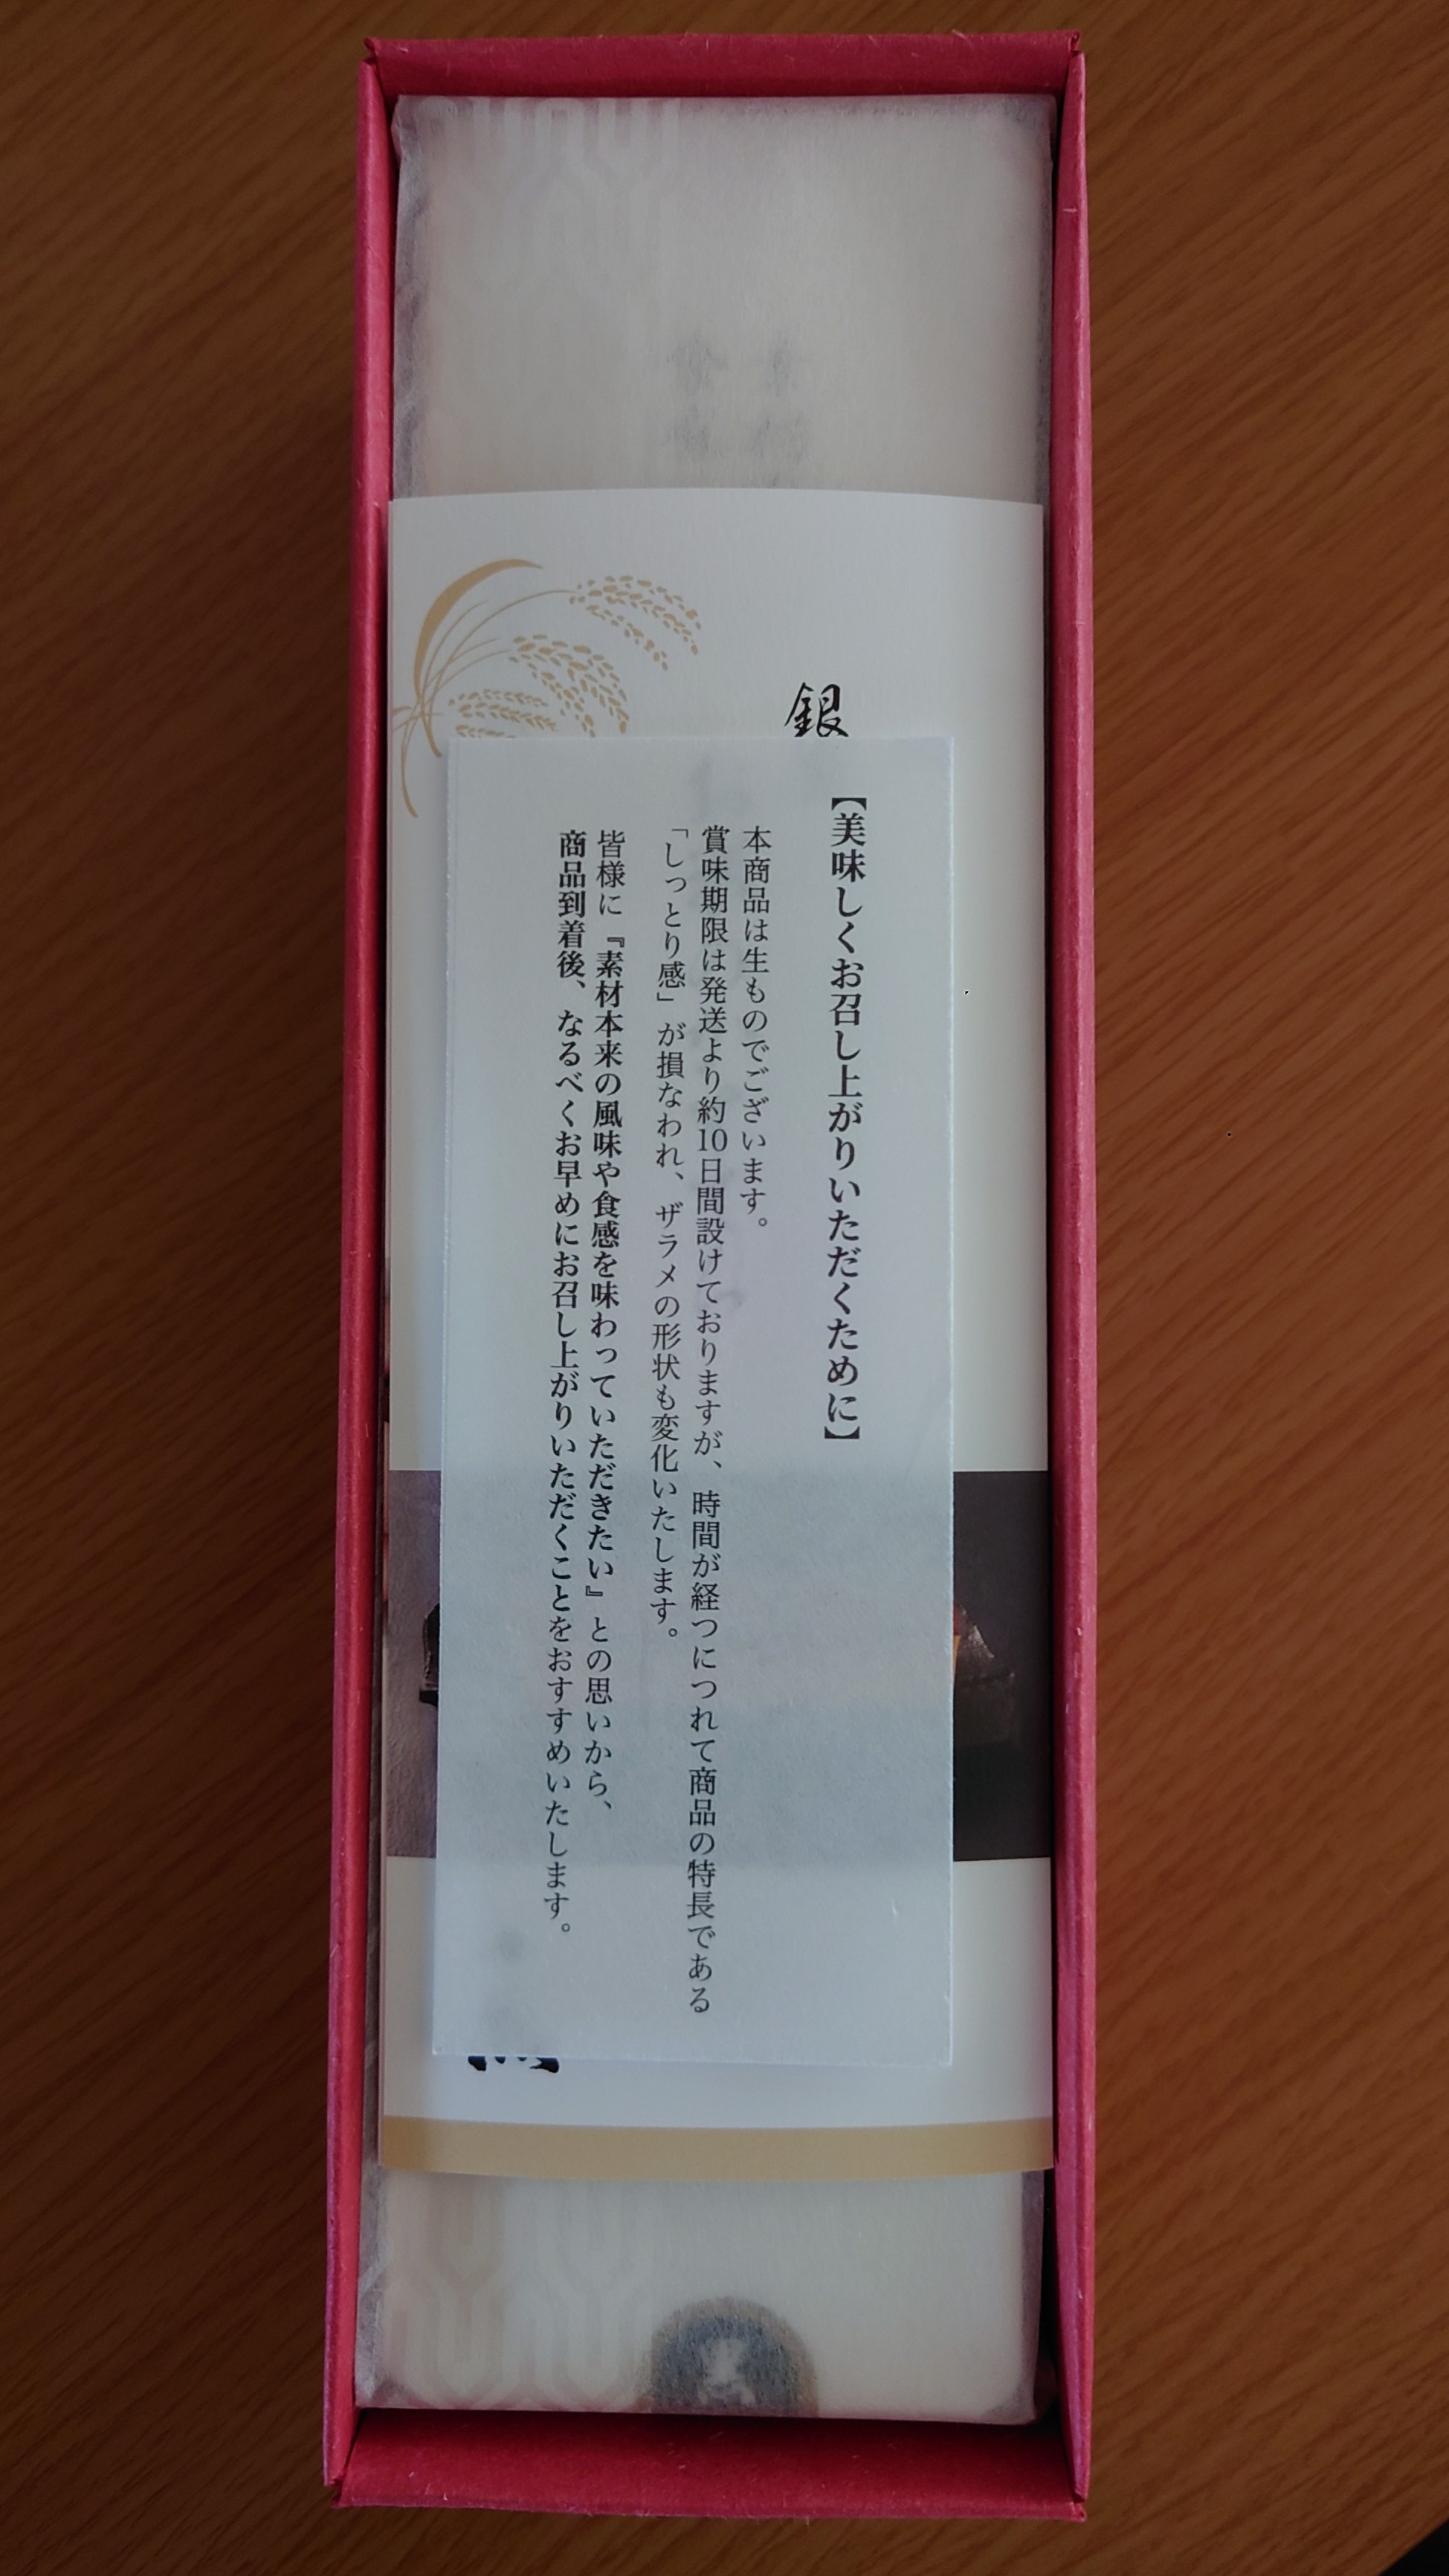 銀
【美味しくお召し上がりいただくために】
本商品は生ものでございます。
賞味期限は発送より約10日間設けておりますが、時間が経つにつれて商品の特長である
「しっとり感」が損なわれ、ザラメの形状も変化いたします。
皆様に『素材本来の風味や食感を味わっていただきたい』との思いから、
商品到着後、なるべくお早めにお召し上がりいただくことをおすすめいたします。